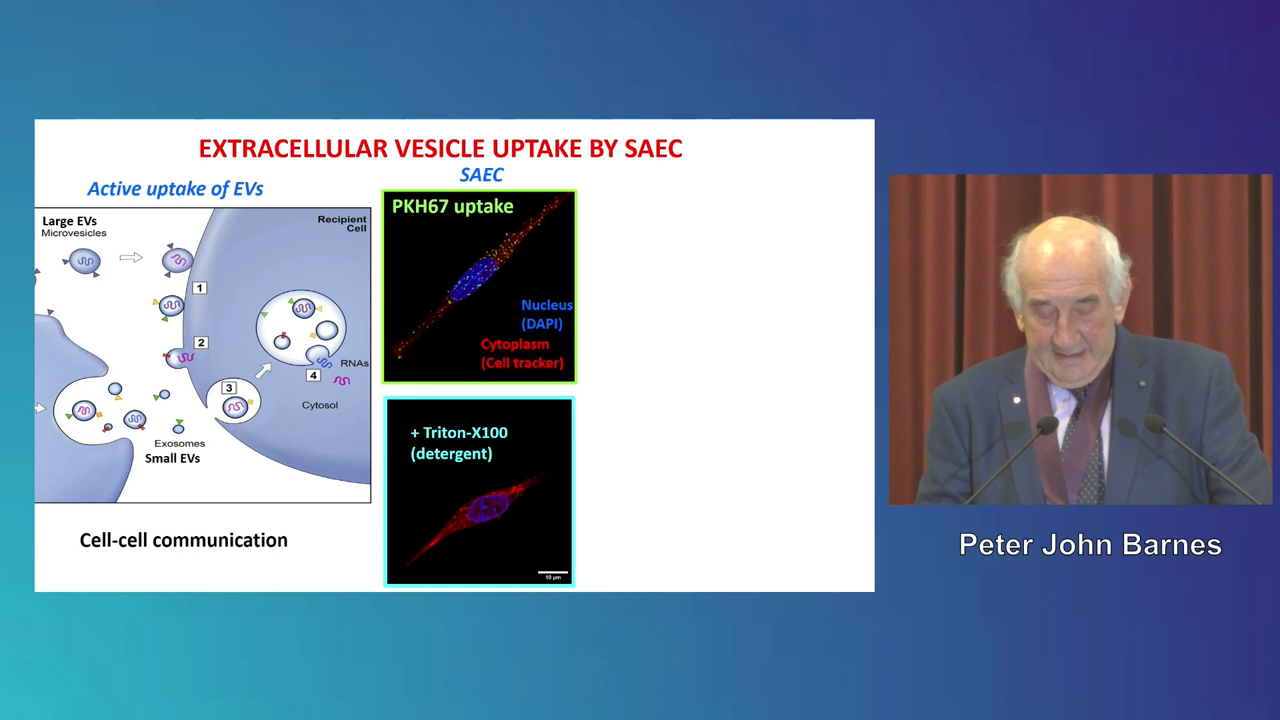 EXTRACELLULAR VESICLE UPTAKE BY SAEC
Active uptake of EVs
SAEC
Large EVs
Microvesicles
Recipient
Cell
1
2
3
4
RNAs
Cytosol
Exosomes
Small EVs
Cell-cell communication
PKH67 uptake
Nucleus
(DAPI)
Cytoplasm
(Cell tracker)
+ Triton-X100
(detergent)
10 µm
Peter John Barnes